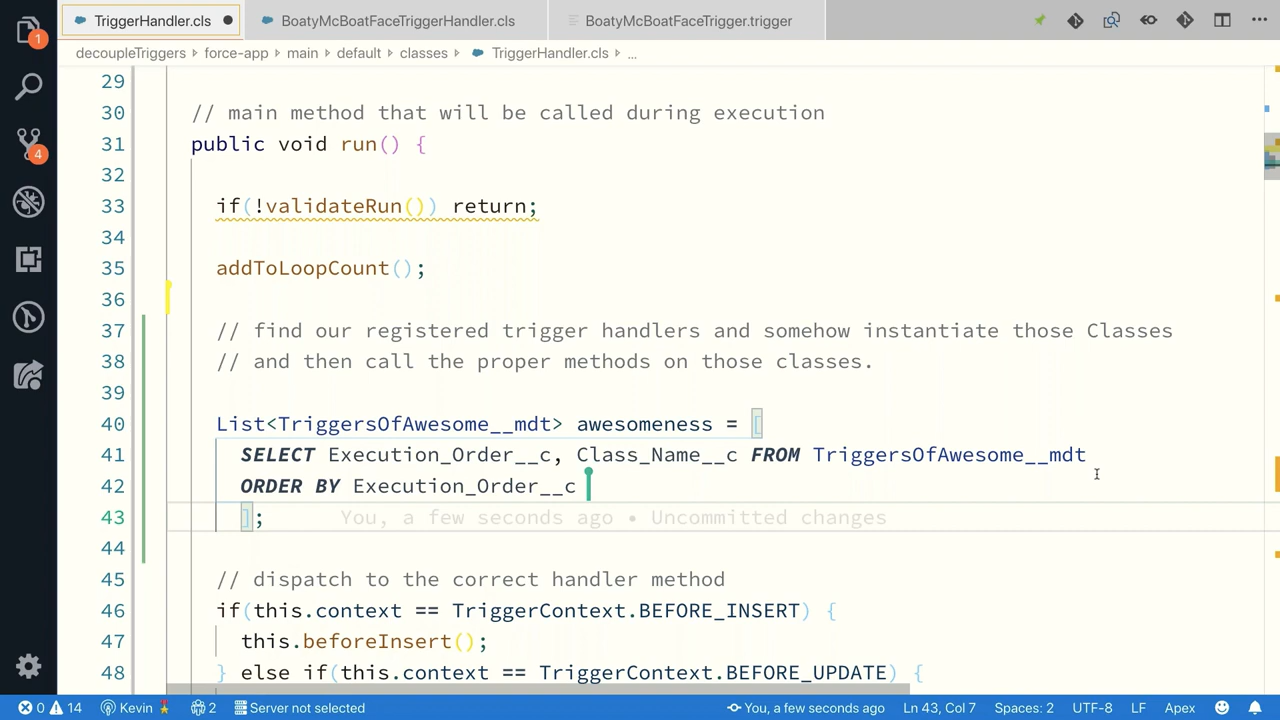 TriggerHandler.cls ● BoatyMcBoatFaceTriggerHandler.cls BoatyMcBoatFaceTrigger.trigger
decoupleTriggers › force-app › main › default › classes › TriggerHandler.cls › ...
1
4
29
30 // main method that will be called during execution
31 public void run() {
32
33 if(!validateRun()) return;
34
35 addToLoopCount();
36
37 // find our registered trigger handlers and somehow instantiate those Classes
38 // and then call the proper methods on those classes.
39
40 List<TriggersOfAwesome__mdt> awesomeness = [
41 SELECT Execution_Order__c, Class_Name__c FROM TriggersOfAwesome__mdt
42 ORDER BY Execution_Order__c
43 ]; You, a few seconds ago • Uncommitted changes
44
45 // dispatch to the correct handler method
46 if(this.context == TriggerContext.BEFORE_INSERT) {
47 this.beforeInsert();
48 } else if(this.context == TriggerContext.BEFORE_UPDATE) {
0 14 Kevin 2 Server not selected You, a few seconds ago Ln 43, Col 7 Spaces: 2 UTF-8 LF Apex